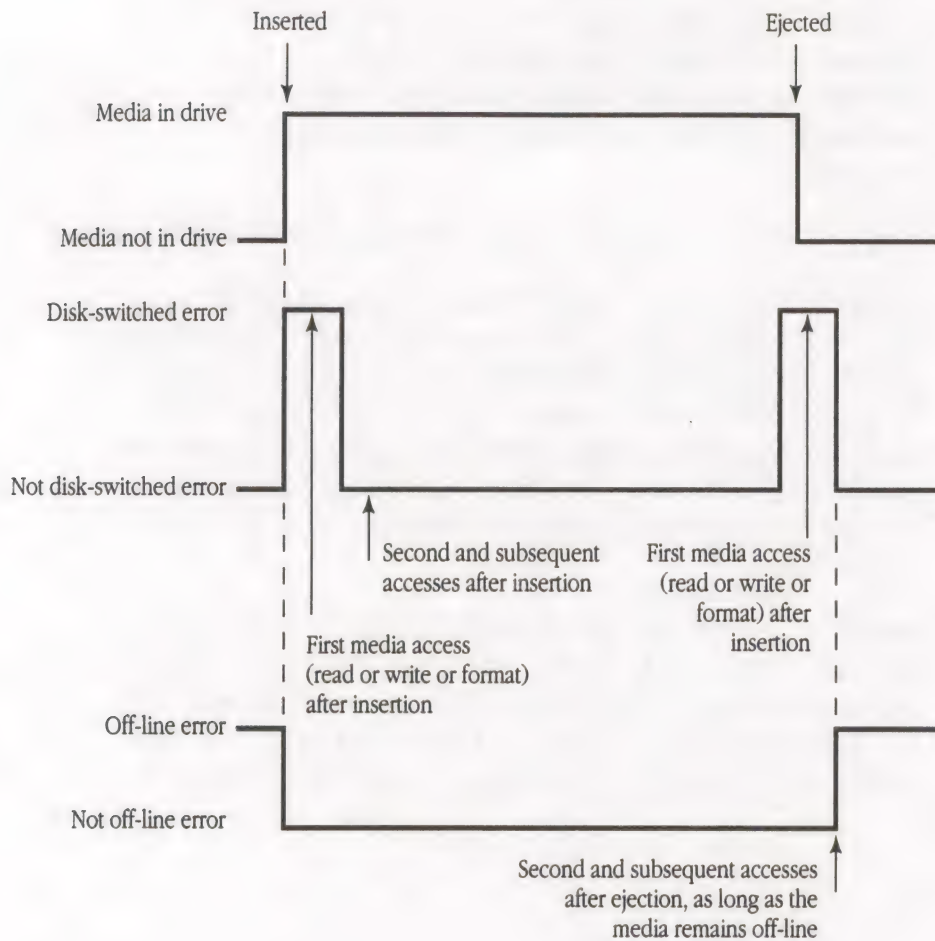 Inserted
Ejected
Media in drive
Media not in drive
Disk-switched error
Not disk-switched error
Second and subsequent
accesses after insertion
First media access
(read or write or
format) after
insertion
First media access
(read or write or format)
after insertion
Off-line error
Not off-line error
Second and subsequent accesses
after ejection, as long as the
media remains off-line